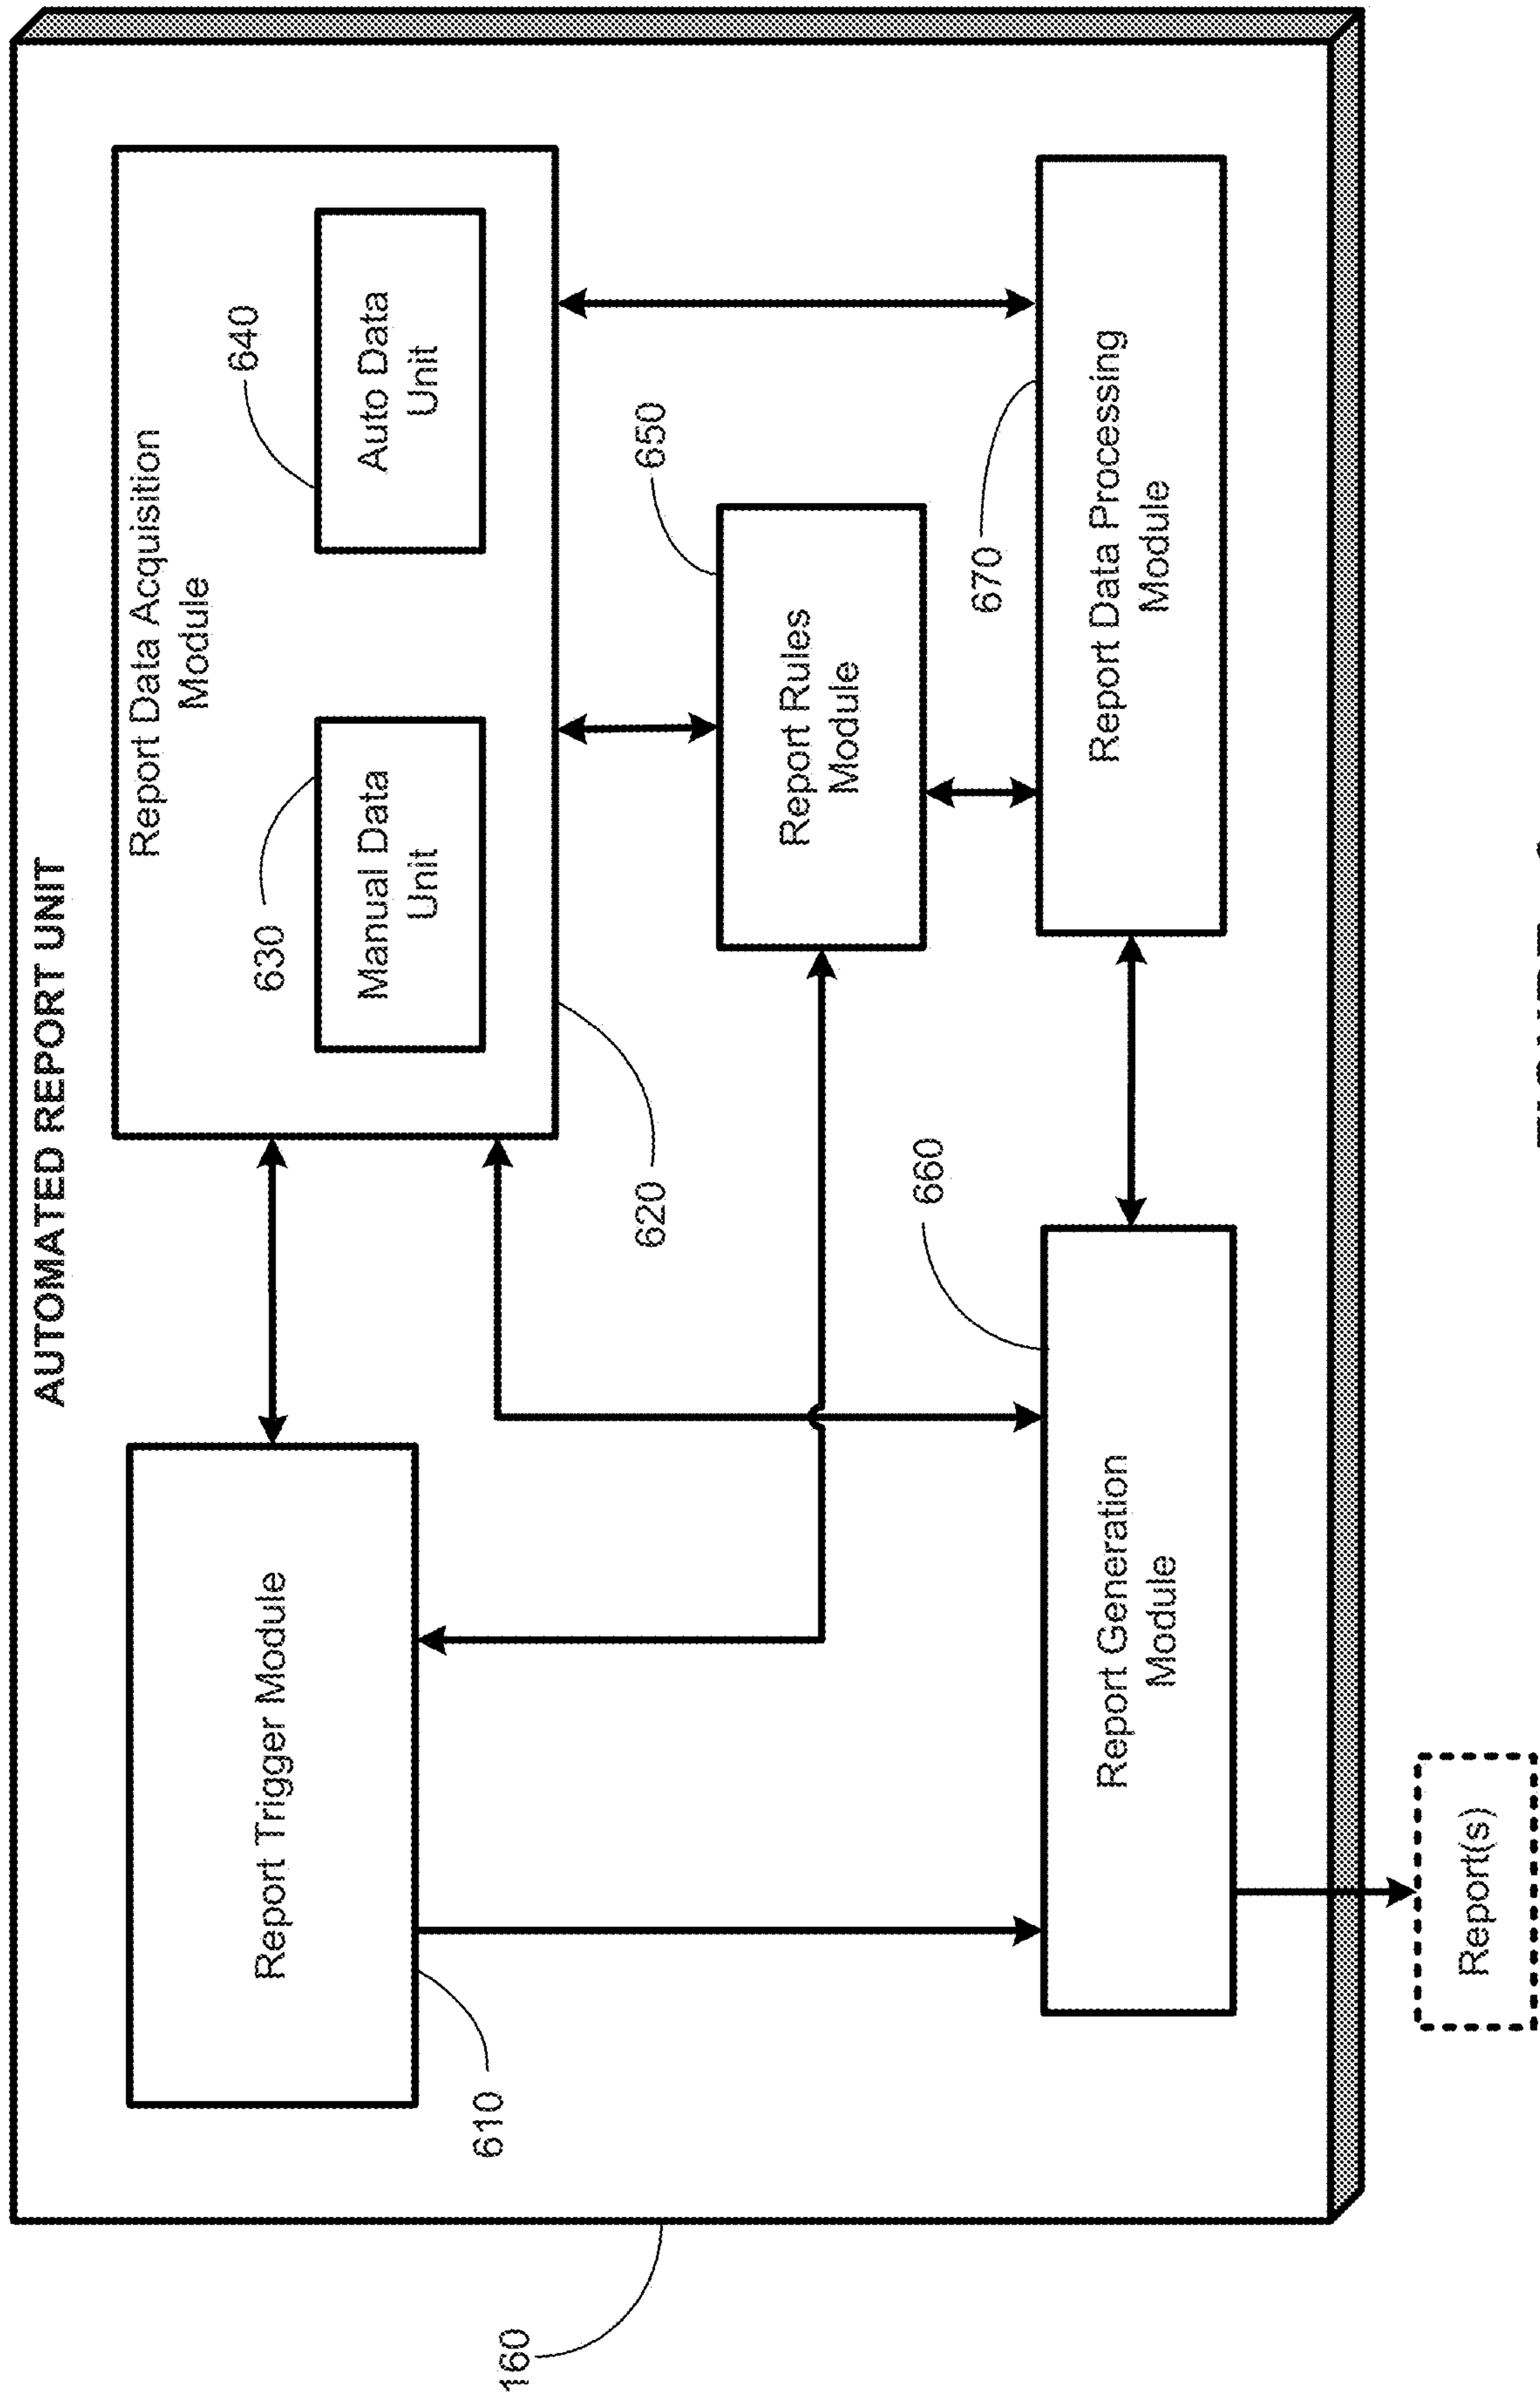 AUTOMATED REPORT UNIT
Report Trigger Module
610
Report Data Acquisition
Module
630
Manual Data
Unit
640
Auto Data
Unit
620
650
Report Rules
Module
660
Report Generation
Module
670
Report Data Processing
Module
160
Report(s)